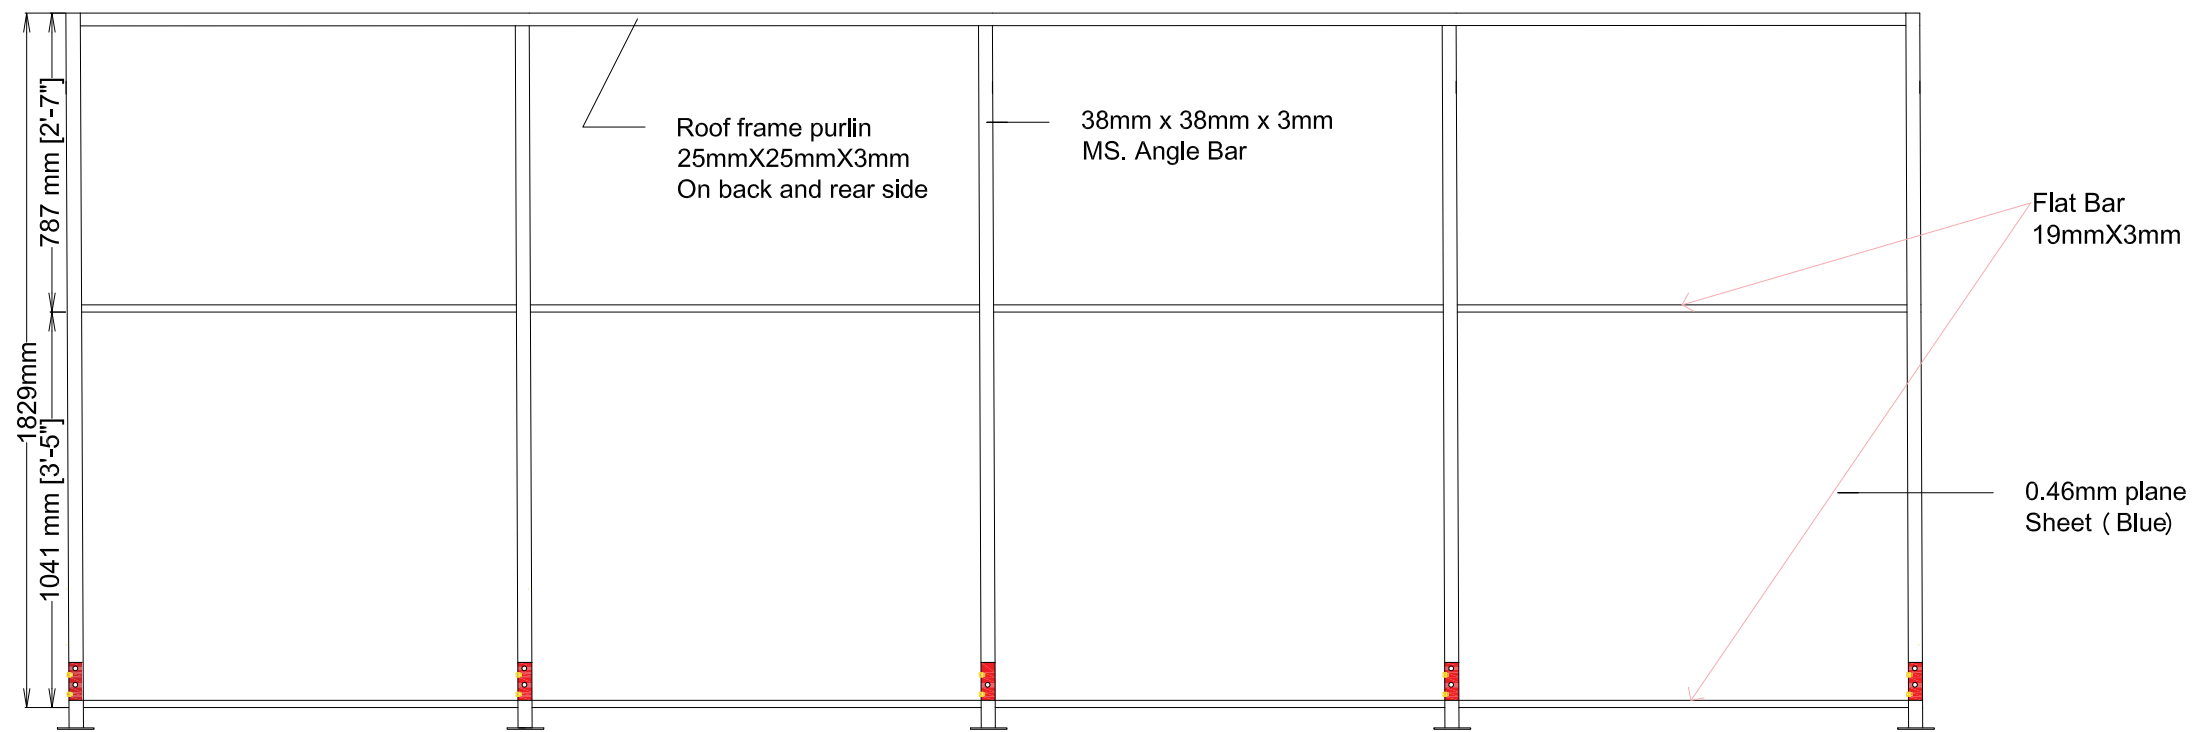 787 mm [2'-7"]
1829mm
1041 mm [3'-5"]
Roof frame purlin
25mmX25mmX3mm
On back and rear side
38mm x 38mm x 3mm
MS. Angle Bar
Flat Bar
19mmX3mm
0.46mm plane
Sheet ( Blue)